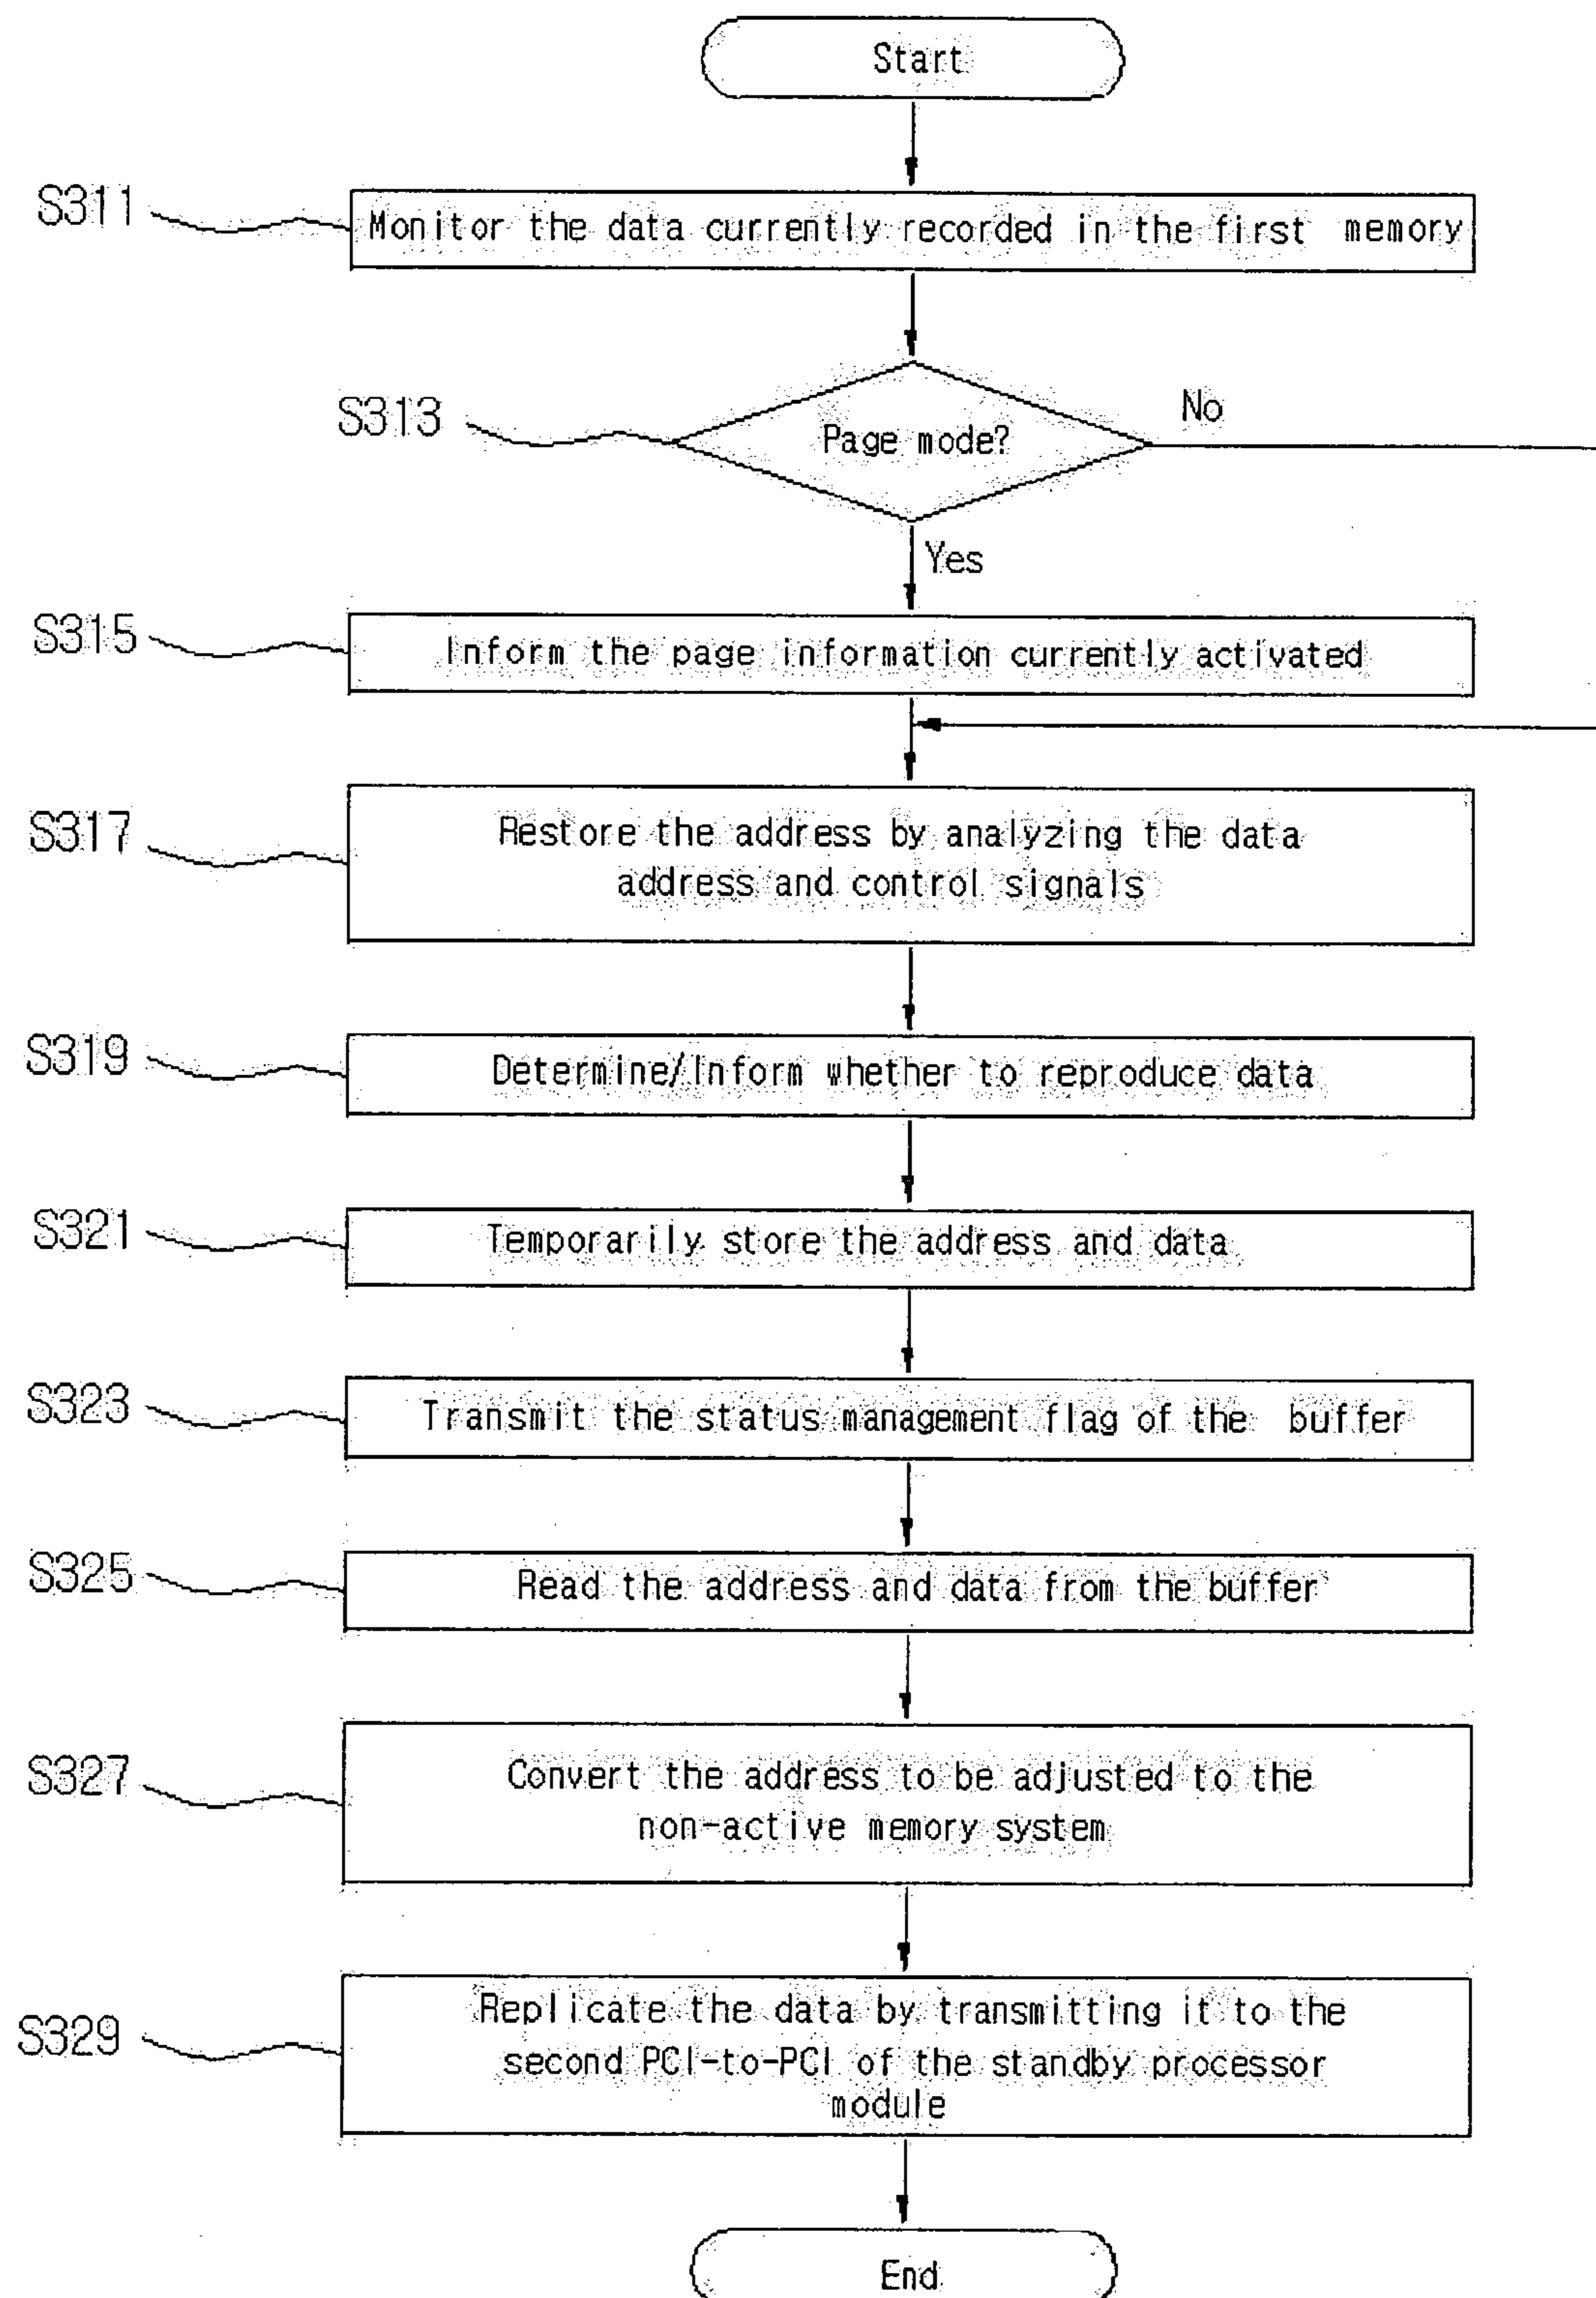 Start
S311
Monitor the data currently recorded in the first memory
S313
Page mode?
No
Yes
S315
Inform the page information currently activated
S317
Restore the address by analyzing the data
address and control signals
S319
Determine/Inform whether to reproduce data
S321
Temporarily store the address and data
S323
Transmit the status management flag of the buffer
S325
Read the address and data from the buffer
S327
Convert the address to be adjusted to the
non-active memory system
S329
Replicate the data by transmitting it to the
second PCI-to-PCI of the standby processor
module
End